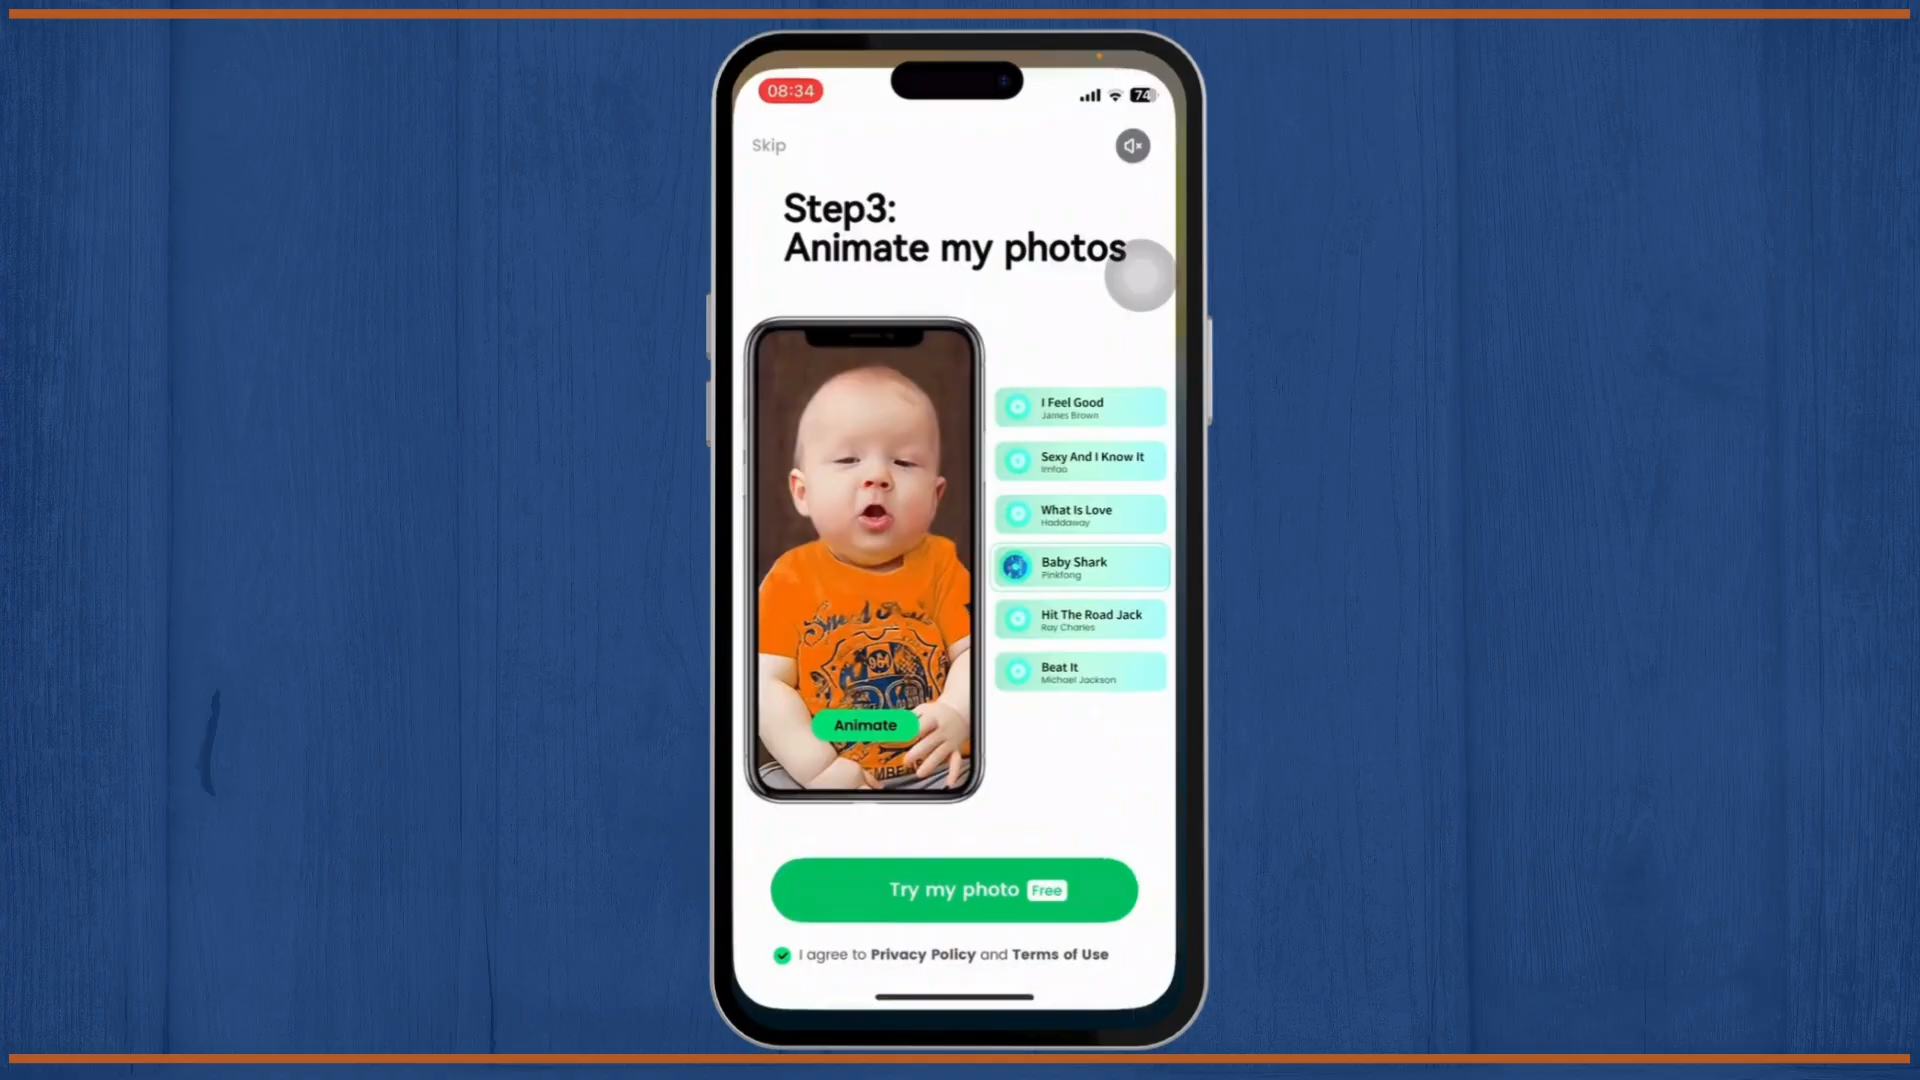 08:34
74
Skip
Step3:
Animate my photos
I Feel Good
James Brown
Sexy And I Know It
lmfao
What Is Love
Haddaway
Baby Shark
Pinkfong
Hit The Road Jack
Ray Charles
Beat It
Michael Jackson
Animate
Try my photo Free
I agree to Privacy Policy and Terms of Use